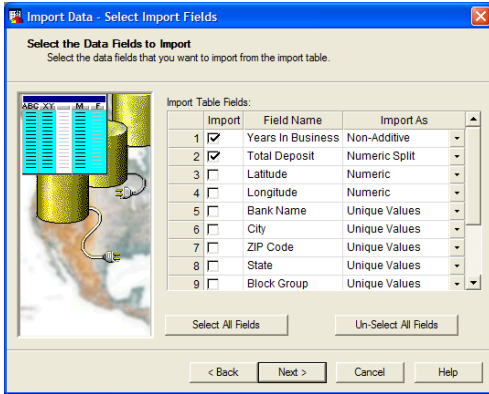 Import Data - Select Import Fields
Select the Data Fields to Import
Select the data fields that you want to import from the import table.
ABC XY M F
Import Table Fields:
Import Field Name Import As
1 Years In Business Non-Additive
2 Total Deposit Numeric Split
3 Latitude Numeric
4 Longitude Numeric
5 Bank Name Unique Values
6 City Unique Values
7 ZIP Code Unique Values
8 State Unique Values
9 Block Group Unique Values
Select All Fields Un-Select All Fields
< Back Next > Cancel Help